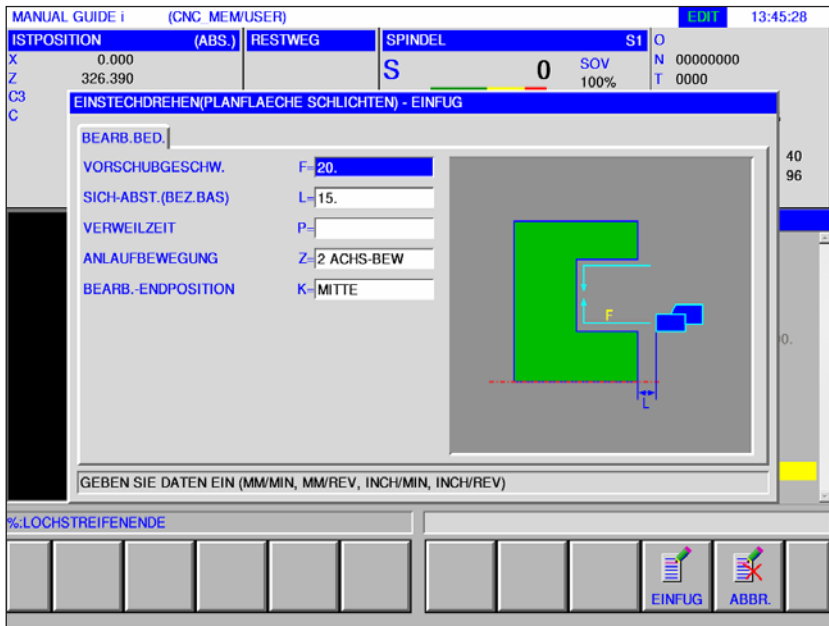 MANUAL GUIDE i (CNC_MEM/USER) EDIT 13:45:28
ISTPOSITION (ABS.) RESTWEG SPINDEL S1 O
X 0.000 S 0 SOV N 00000000
Z 326.390 100% T 0000
C3
C
EINSTECHDREHEN(PLANFLAECHE SCHLICHTEN) - EINFUG
BEARB.BED.
VORSCHUBGESCHW. F=20.
SICH-ABST.(BEZ.BAS) L=15.
VERWEILZEIT P=
ANLAUFBEWEGUNG Z=2 ACHS-BEW
BEARB.-ENDPOSITION K=MITTE
F
L
40
96
0.
GEBEN SIE DATEN EIN (MM/MIN, MM/REV, INCH/MIN, INCH/REV)
%:LOCHSTREIFENENDE
EINFUG ABBR.